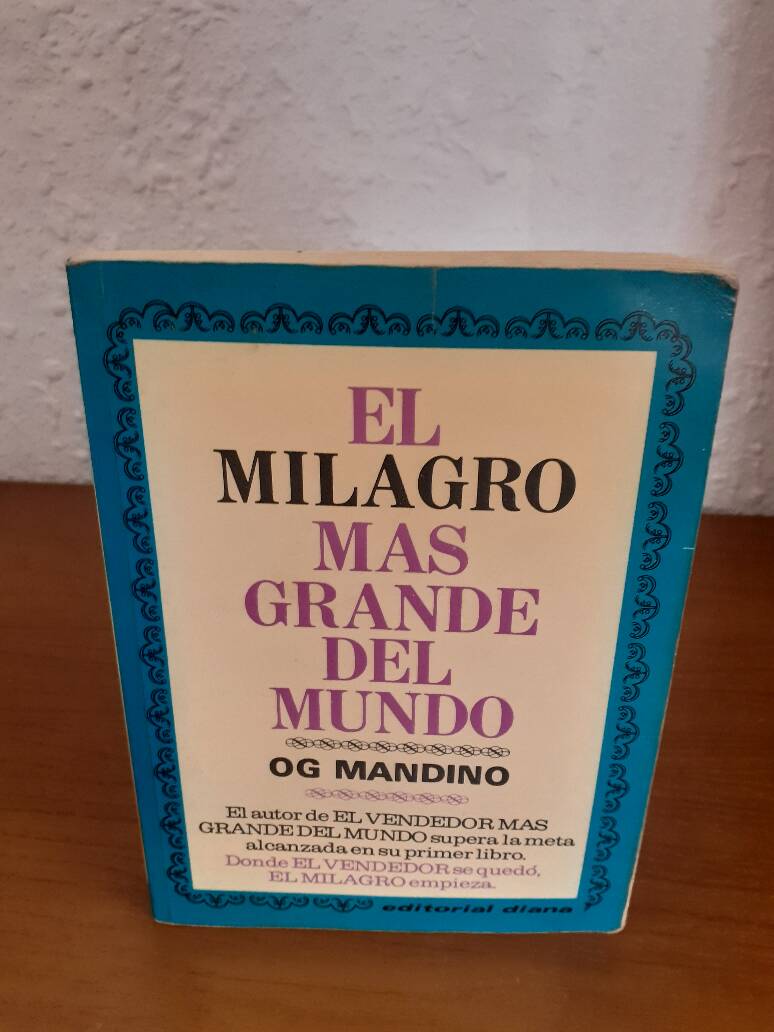 EL
MILAGRO
MAS
GRANDE
DEL
MUNDO
OG MANDINO
El autor de EL VENDEDOR MAS
GRANDE DEL MUNDO supera la meta
alcanzada en su primer libro.
Donde EL VENDEDOR se quedó,
EL MILAGRO empieza.
editorial diana